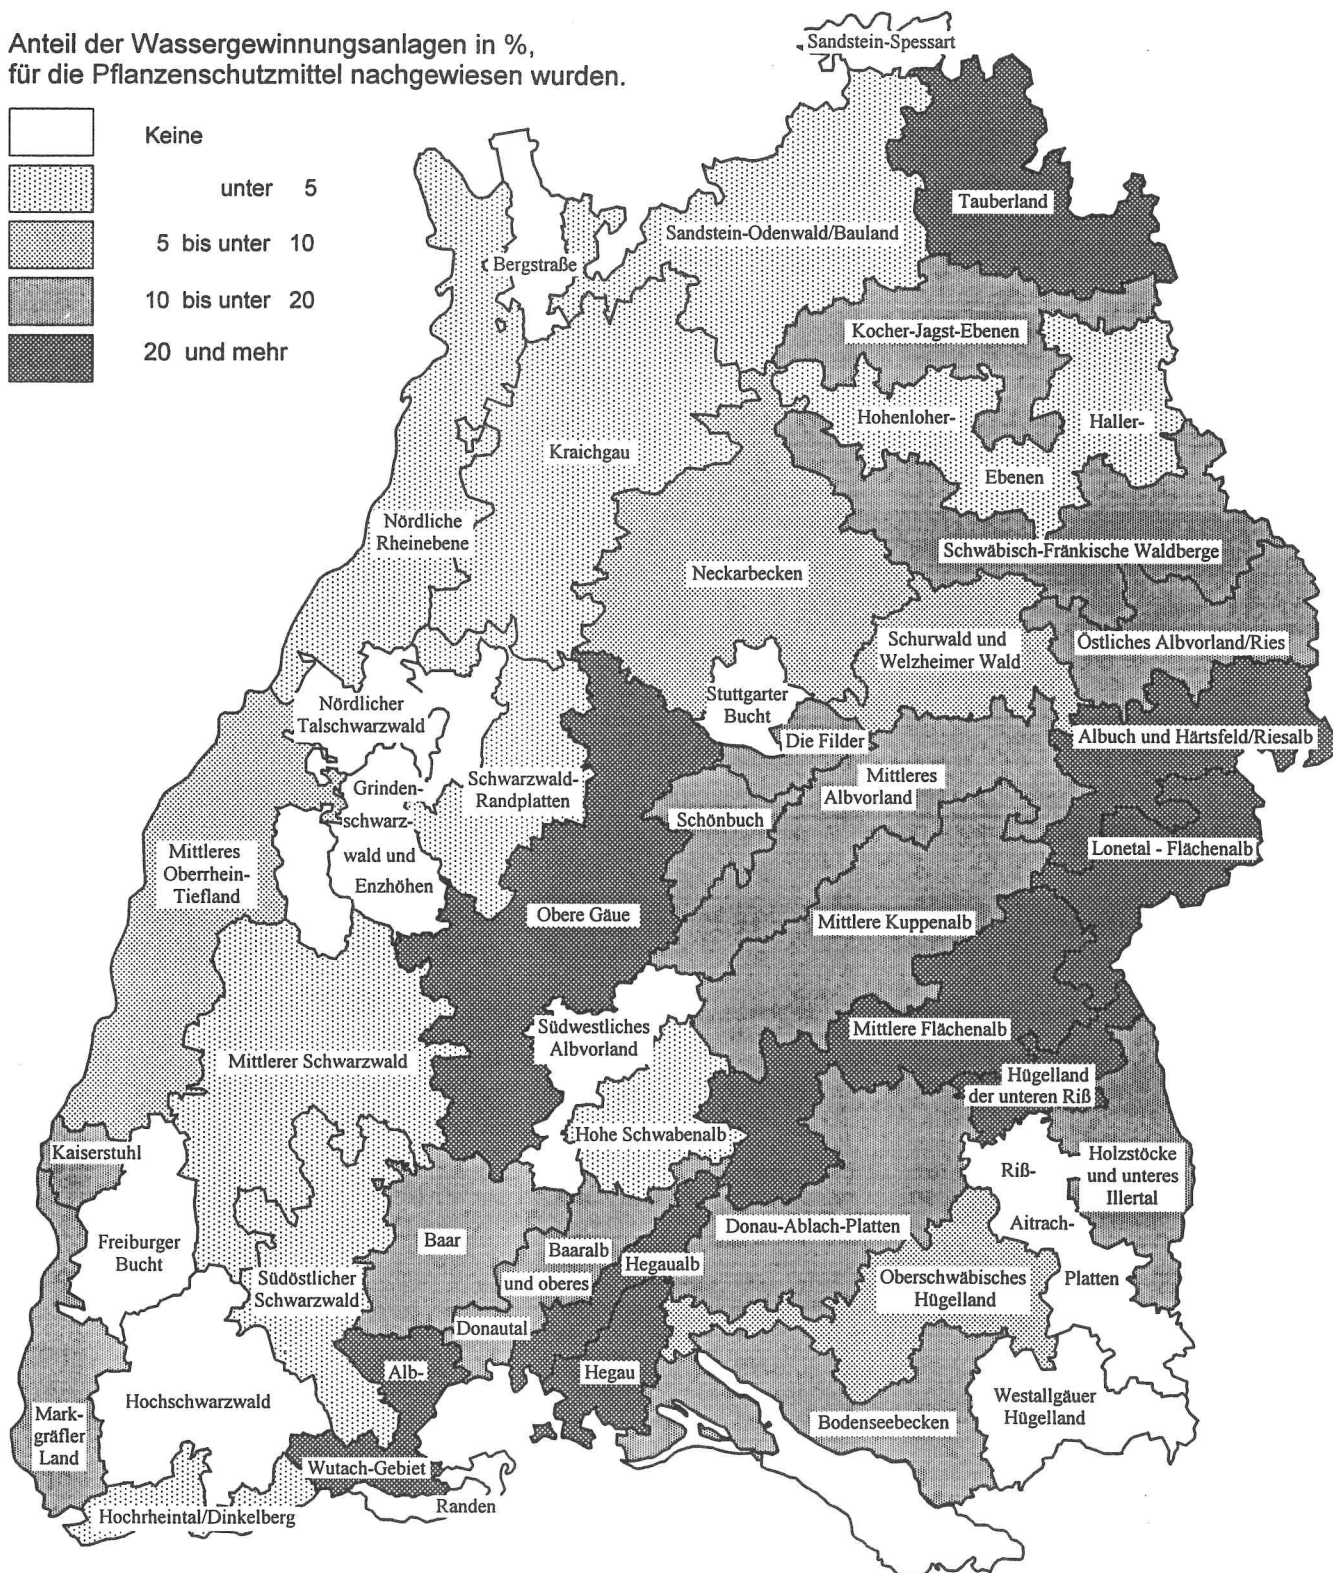 Anteil der Wassergewinnungsanlagen in %,
für die Pflanzenschutzmittel nachgewiesen wurden.
Keine
unter 5
5 bis unter 10
10 bis unter 20
20 und mehr
Sandstein-Spessart
Tauberland
Sandstein-Odenwald/Bauland
Bergstraße
Kocher-Jagst-Ebenen
Hohenloher-
Haller-
Ebenen
Kraichgau
Nördliche
Rheinebene
Schwäbisch-Fränkische Waldberge
Neckarbecken
Schurwald und
Welzheimer Wald
Östliches Albvorland/Ries
Stuttgarter
Bucht
Nördlicher
Talschwarzwald
Die Filder
Albuch und Härtsfeld/Riesalb
Grinden-
schwarz-
wald und
Enzhöhen
Schwarzwald-
Randplatten
Mittleres
Albvorland
Schönbuch
Lonetal - Flächenalb
Mittleres
Oberrhein-
Tiefland
Obere Gäue
Mittlere Kuppenalb
Südwestliches
Albvorland
Mittlere Flächenalb
Mittlerer Schwarzwald
Hügelland
der unteren Riß
Hohe Schwabenalb
Kaiserstuhl
Riß-
Aitrach-
Platten
Holzstöcke
und unteres
Illertal
Freiburger
Bucht
Baar
Baaralb
und oberes
Donautal
Hegaualb
Donau-Ablach-Platten
Südöstlicher
Schwarzwald
Oberschwäbisches
Hügelland
Alb-
Hegau
Hochschwarzwald
Mark-
gräfler
Land
Bodenseebecken
Westallgäuer
Hügelland
Wutach-Gebiet
Randen
Hochrheintal/Dinkelberg